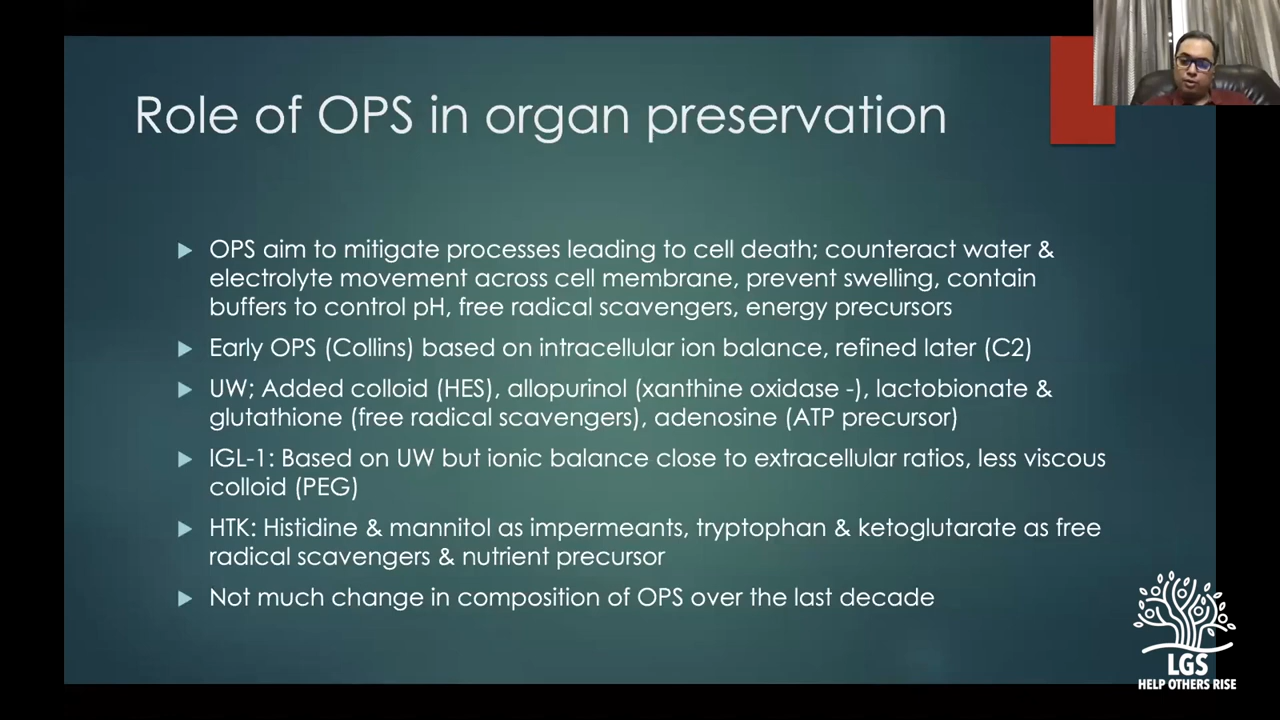 Role of OPS in organ preservation
OPS aim to mitigate processes leading to cell death; counteract water &
electrolyte movement across cell membrane, prevent swelling, contain
buffers to control pH, free radical scavengers, energy precursors
Early OPS (Collins) based on intracellular ion balance, refined later (C2)
UW; Added colloid (HES), allopurinol (xanthine oxidase -), lactobionate &
glutathione (free radical scavengers), adenosine (ATP precursor)
IGL-1: Based on UW but ionic balance close to extracellular ratios, less viscous
colloid (PEG)
HTK: Histidine & mannitol as impermeants, tryptophan & ketoglutarate as free
radical scavengers & nutrient precursor
Not much change in composition of OPS over the last decade
LGS
HELP OTHERS RISE